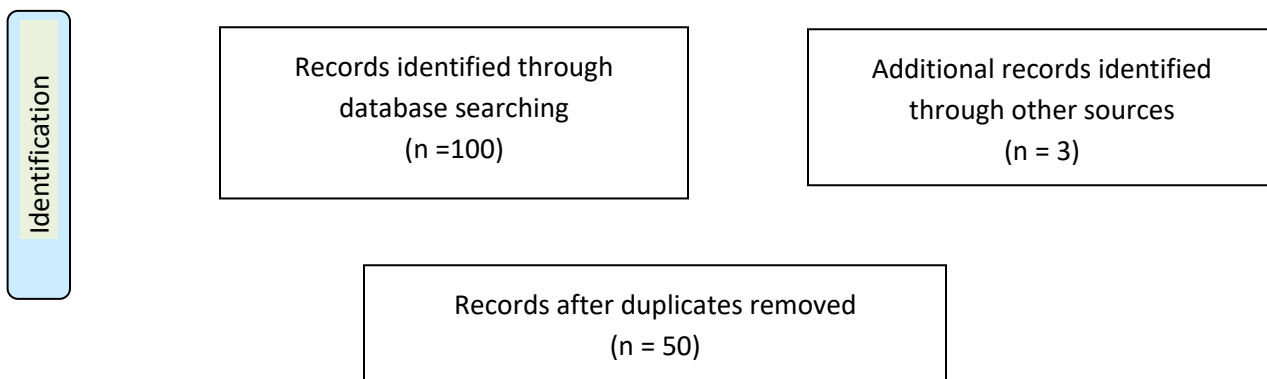 Identification
Records identified through
database searching
(n =100)
Additional records identified
through other sources
(n = 3)
Records after duplicates removed
(n = 50)